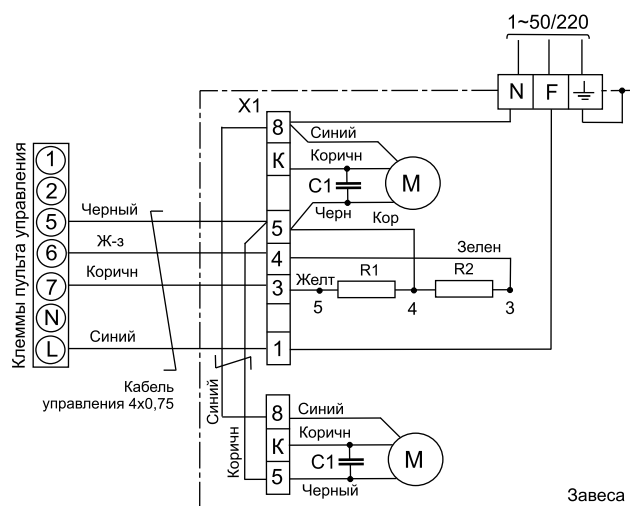 1~50/220
N F
X1
8
Синий
К
Коричн
C1
М
Черн
Кор
5
4
3
1
Клеммы пульта управления
1
2
5
6
7
N
L
Черный
Ж-з
Коричн
Синий
Зелен
Желт
R1
R2
5
4
3
Кабель
управления 4х0,75
Синий
Коричн
8
Синий
К
Коричн
C1
М
5
Черный
Завеса